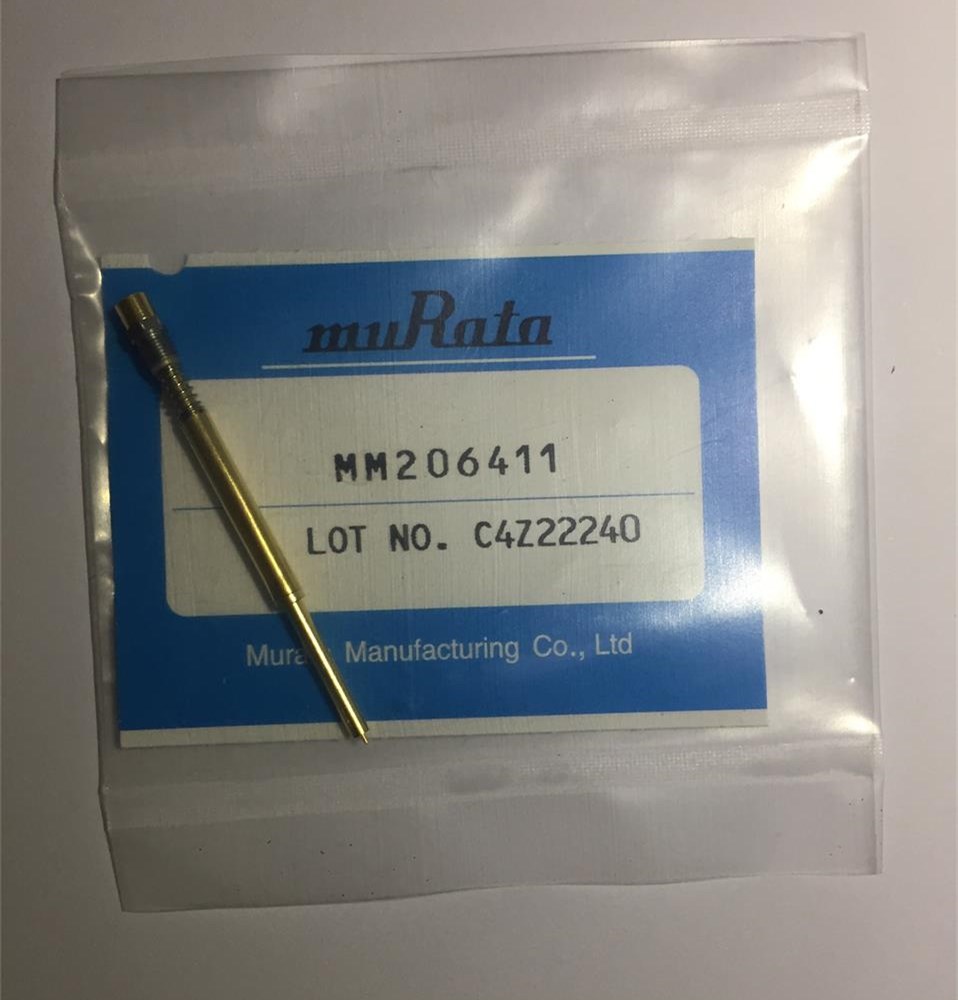 muRata
MM206411
LOT NO. C4Z22240
Manufacturing Co., Ltd